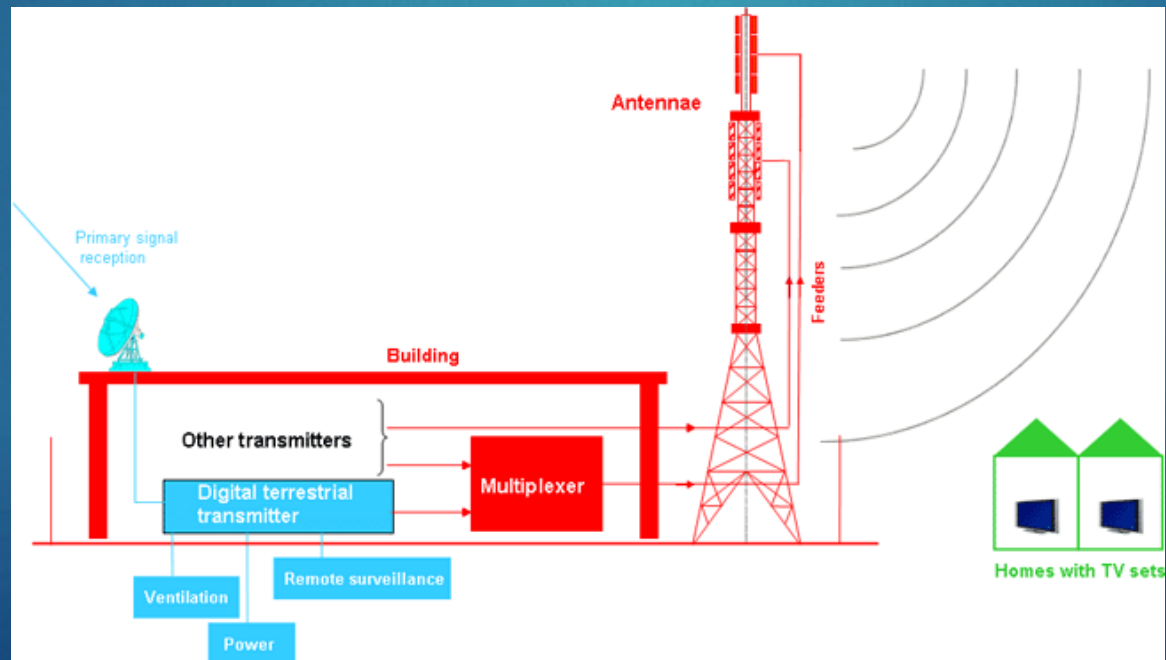 Antennae
Primary signal
reception
Feeders
Building
Other transmitters
Digital terrestrial
transmitter
Multiplexer
Remote surveillance
Ventilation
Power
Homes with TV sets